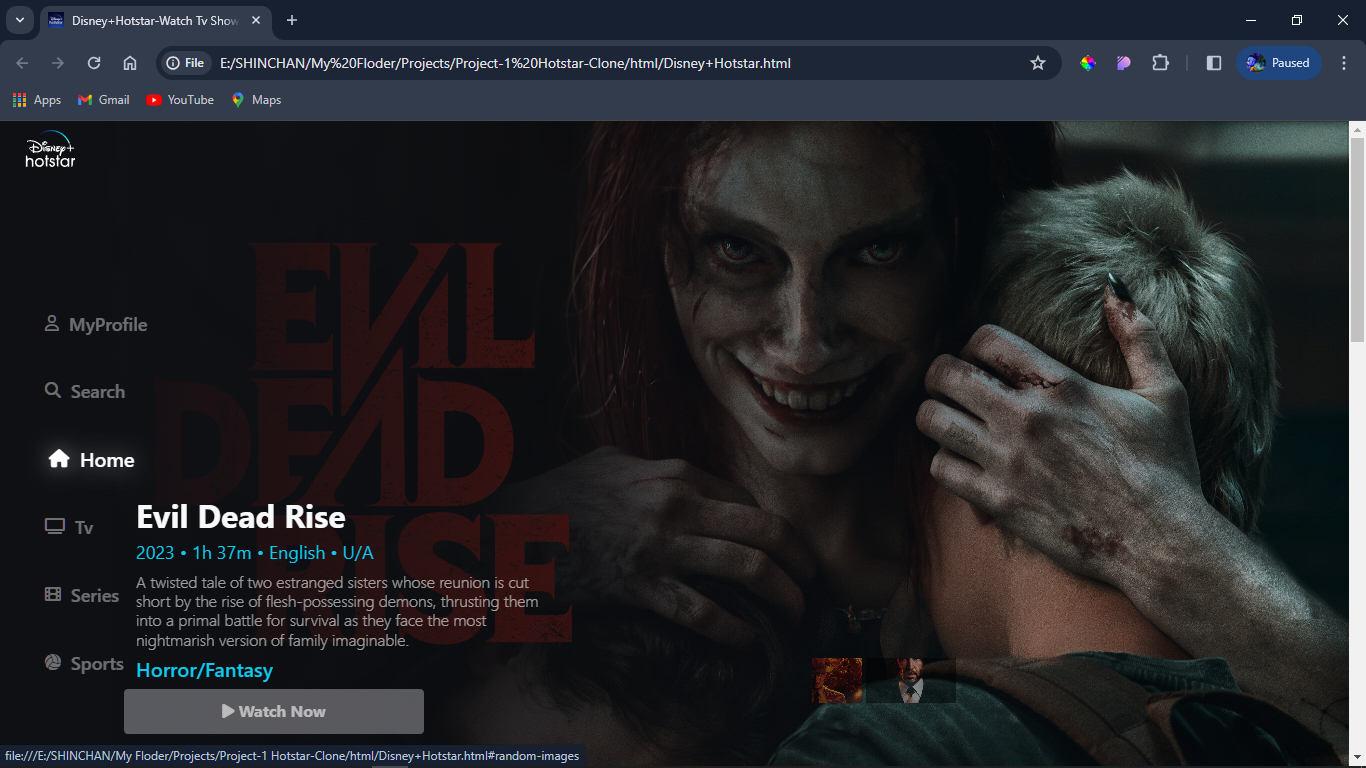 Disney+Hotstar-Watch Tv Show
File
E:/SHINCHAN/My%20Floder/Projects/Project-1%20Hotstar-Clone/html/Disney+Hotstar.html
Paused
Apps
Gmail
YouTube
Maps
Disney+
hotstar
EVIL
DEAD
RISE
MyProfile
Search
Home
Tv
Series
Sports
Evil Dead Rise
2023 • 1h 37m • English • U/A
A twisted tale of two estranged sisters whose reunion is cut
short by the rise of flesh-possessing demons, thrusting them
into a primal battle for survival as they face the most
nightmarish version of family imaginable.
Horror/Fantasy
Watch Now
file:///E:/SHINCHAN/My Floder/Projects/Project-1 Hotstar-Clone/html/Disney+Hotstar.html#random-images